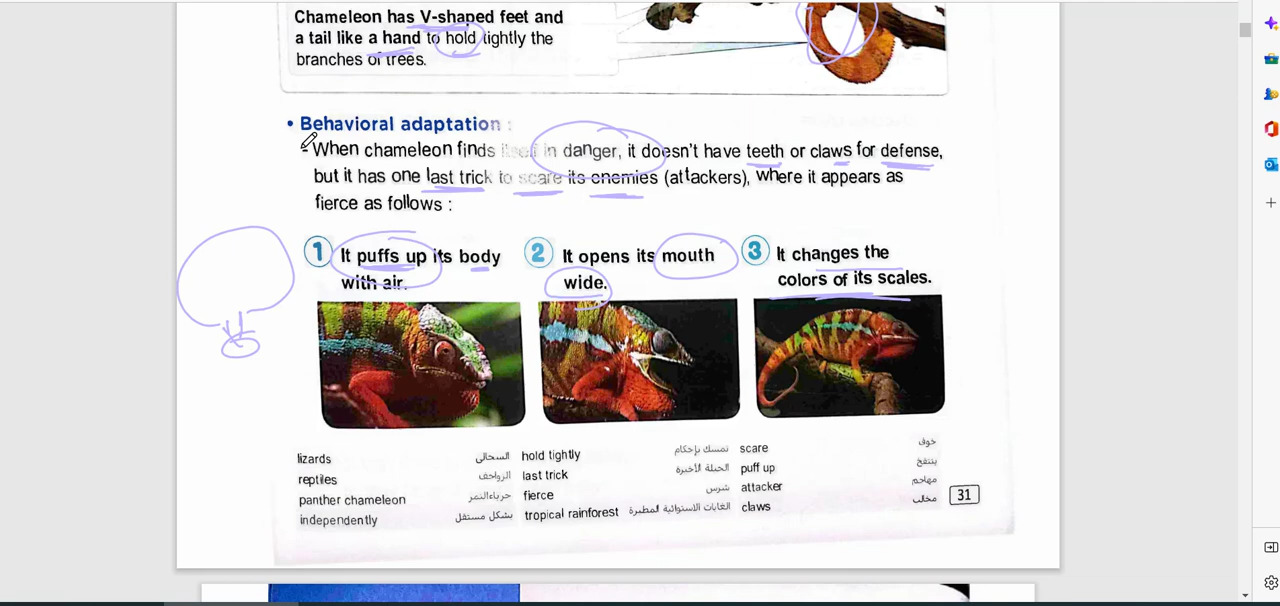 Chameleon has V-shaped feet and
a tail like a hand to hold tightly the
branches of trees.
• Behavioral adaptation :
- When chameleon finds itself in danger, it doesn't have teeth or claws for defense,
but it has one last trick to scare its enemies (attackers), where it appears as
fierce as follows :
1 It puffs up its body
with air.
2 It opens its mouth
wide.
3 It changes the
colors of its scales.
lizards السحالى hold tightly تمسك بإحكام scare خوف
reptiles الزواحف last trick الحيلة الأخيرة puff up ينتفخ
panther chameleon حرباء النمر fierce شرس attacker مهاجم
independently بشكل مستقل tropical rainforest الغابات الاستوائية المطيرة claws مخالب
31